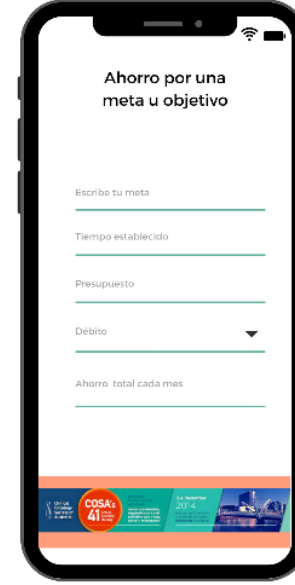 Ahorro por una
meta u objetivo
Escribe tu meta
Tiempo establecido
Presupuesto
Débito
Ahorro total cada mes
COSA's
41
2014